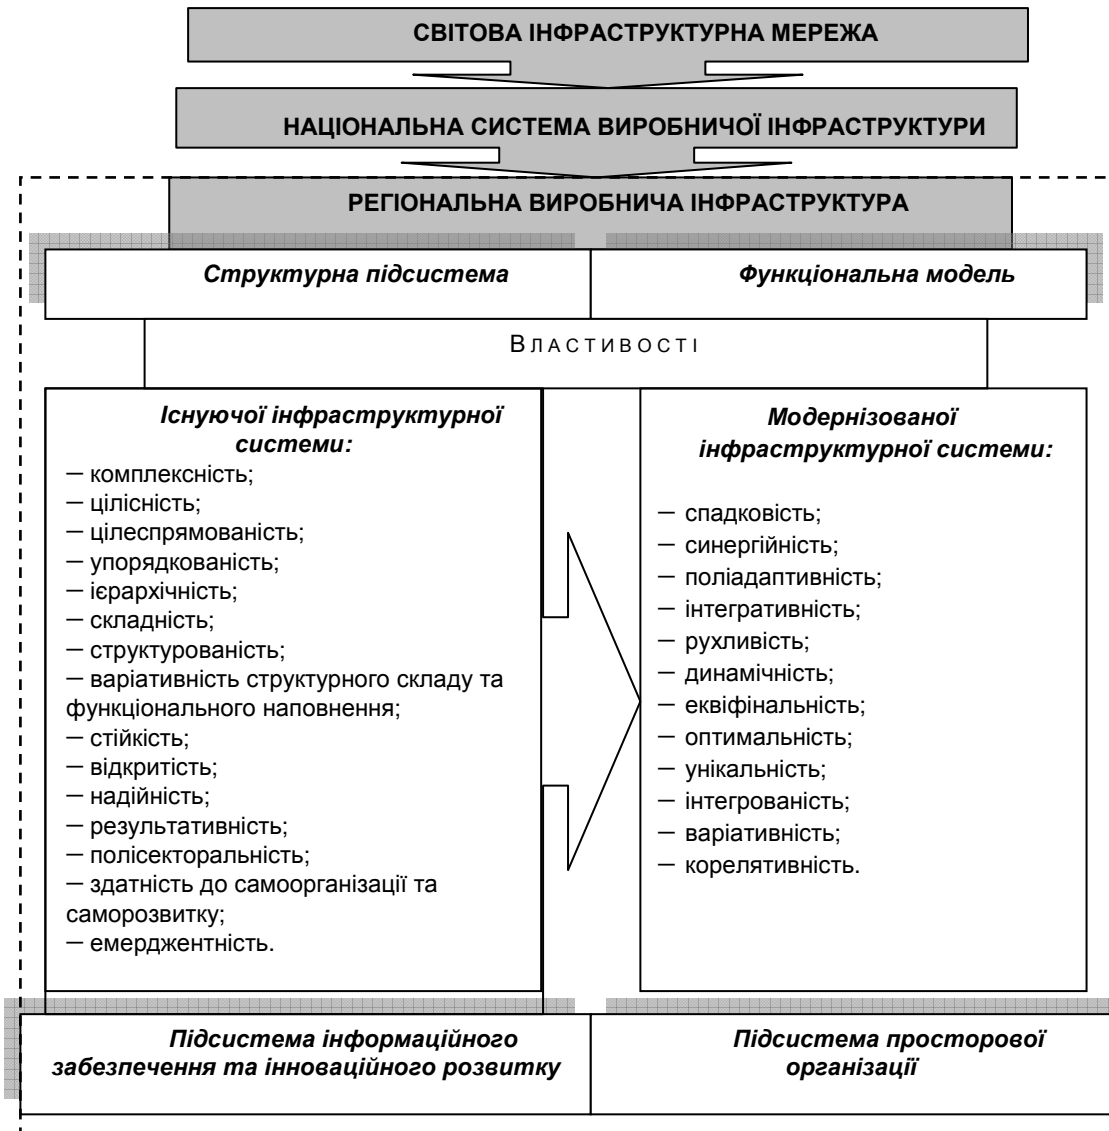 СВІТОВА ІНФРАСТРУКТУРНА МЕРЕЖА
НАЦІОНАЛЬНА СИСТЕМА ВИРОБНИЧОЇ ІНФРАСТРУКТУРИ
РЕГІОНАЛЬНА ВИРОБНИЧА ІНФРАСТРУКТУРА
Структурна підсистема
Функціональна модель
ВЛАСТИВОСТІ
Існуючої інфраструктурної
системи:
— комплексність;
— цілісність;
— цілеспрямованість;
— упорядкованість;
— ієрархічність;
— складність;
— структурованість;
— варіативність структурного складу та
функціонального наповнення;
— стійкість;
— відкритість;
— надійність;
— результативність;
— полісекторальність;
— здатність до самоорганізації та
саморозвитку;
— емерджентність.
Модернізованої
інфраструктурної системи:
— спадковість;
— синергійність;
— поліадаптивність;
— інтегративність;
— рухливість;
— динамічність;
— еквіфінальність;
— оптимальність;
— унікальність;
— інтегрованість;
— варіативність;
— корелятивність.
Підсистема інформаційного
забезпечення та інноваційного розвитку
Підсистема просторової
організації